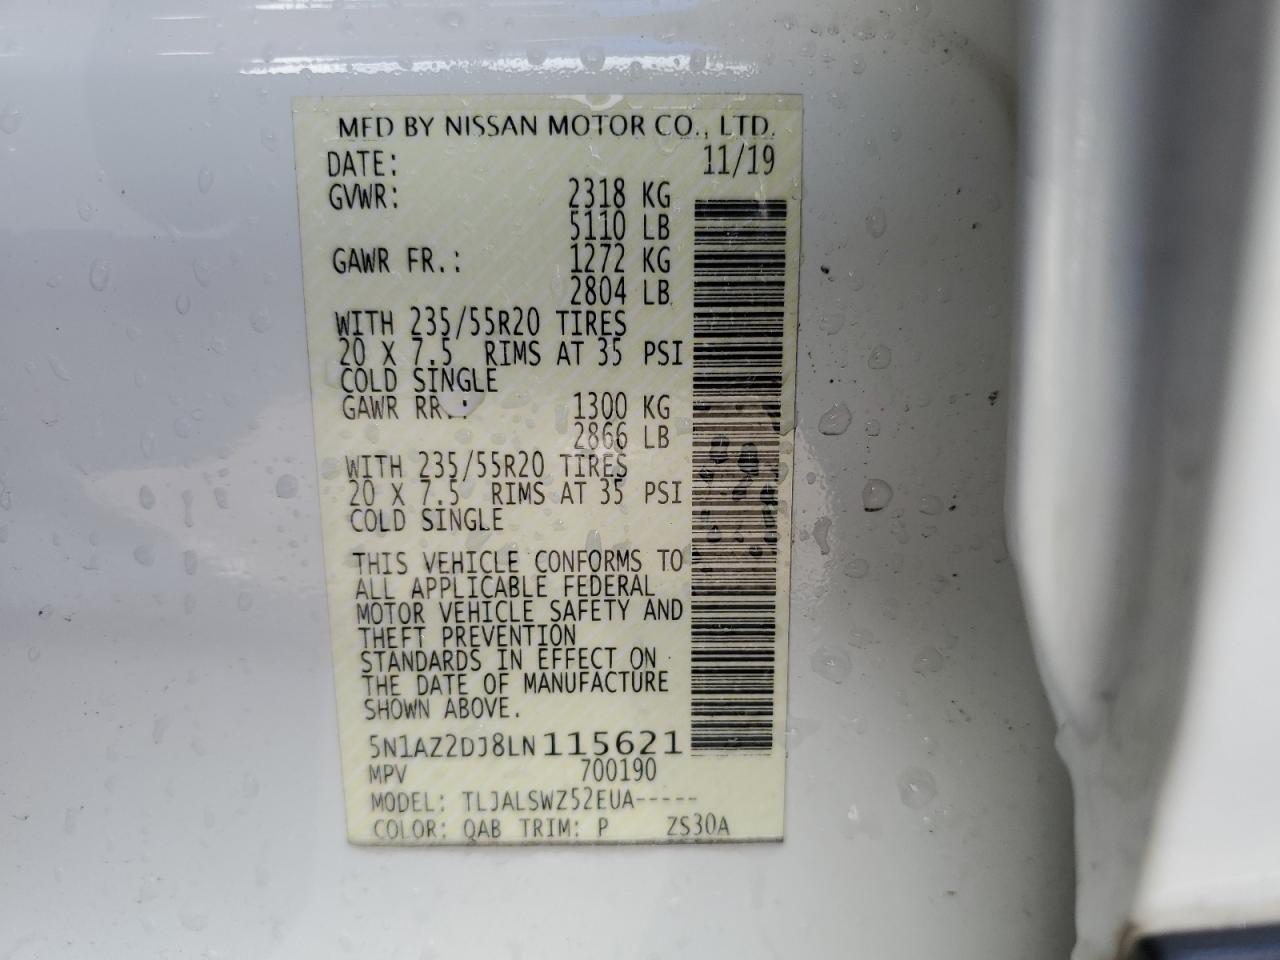 MFD BY NISSAN MOTOR CO., LTD.
DATE: 11/19
GVWR: 2318 KG
5110 LB
GAWR FR.: 1272 KG
2804 LB
WITH 235/55R20 TIRES
20 X 7.5 RIMS AT 35 PSI
COLD SINGLE
GAWR RR.: 1300 KG
2866 LB
WITH 235/55R20 TIRES
20 X 7.5 RIMS AT 35 PSI
COLD SINGLE
THIS VEHICLE CONFORMS TO
ALL APPLICABLE FEDERAL
MOTOR VEHICLE SAFETY AND
THEFT PREVENTION
STANDARDS IN EFFECT ON
THE DATE OF MANUFACTURE
SHOWN ABOVE.
5N1AZ2DJ8LN115621
MPV 700190
MODEL: TLJALSWZ52EUA-----
COLOR: QAB TRIM: P ZS30A